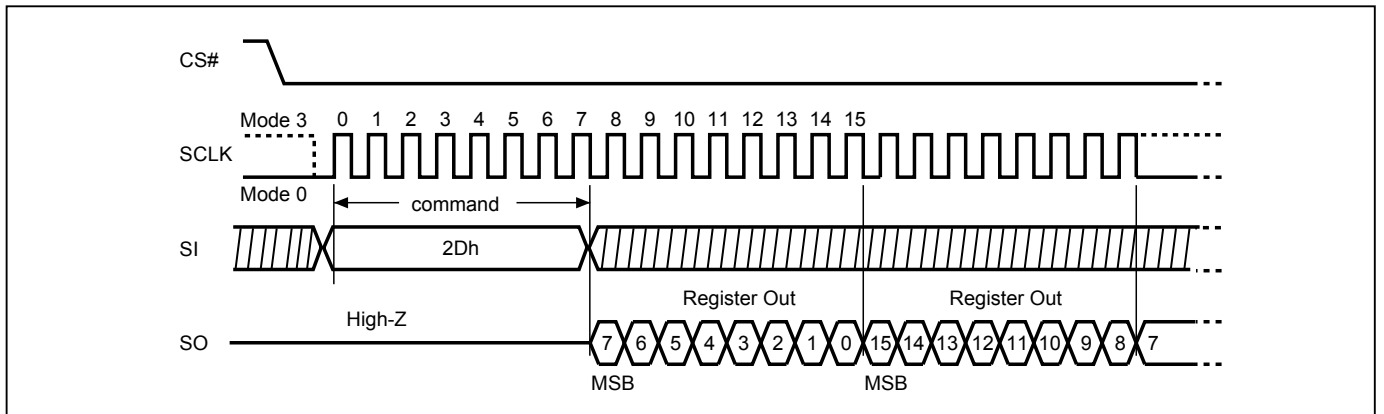 CS#
Mode 3 0 1 2 3 4 5 6 7 8 9 10 11 12 13 14 15
SCLK
Mode 0
command
SI 2Dh
Register Out Register Out
High-Z
SO 7 6 5 4 3 2 1 0 15 14 13 12 11 10 9 8 7
MSB MSB